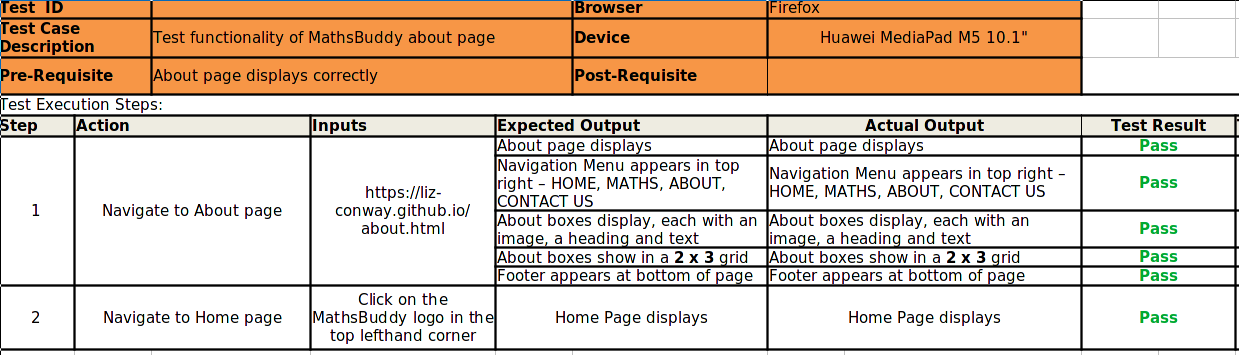 Test ID Browser Firefox
Test Case Description Test functionality of MathsBuddy about page Device Huawei MediaPad M5 10.1"
Pre-Requisite About page displays correctly Post-Requisite
Test Execution Steps:
Step Action Inputs Expected Output Actual Output Test Result
1 Navigate to About page https://liz-conway.github.io/about.html About page displays About page displays Pass
Navigation Menu appears in top right – HOME, MATHS, ABOUT, CONTACT US Navigation Menu appears in top right – HOME, MATHS, ABOUT, CONTACT US Pass
About boxes display, each with an image, a heading and text About boxes display, each with an image, a heading and text Pass
About boxes show in a 2 x 3 grid About boxes show in a 2 x 3 grid Pass
Footer appears at bottom of page Footer appears at bottom of page Pass
2 Navigate to Home page Click on the MathsBuddy logo in the top lefthand corner Home Page displays Home Page displays Pass